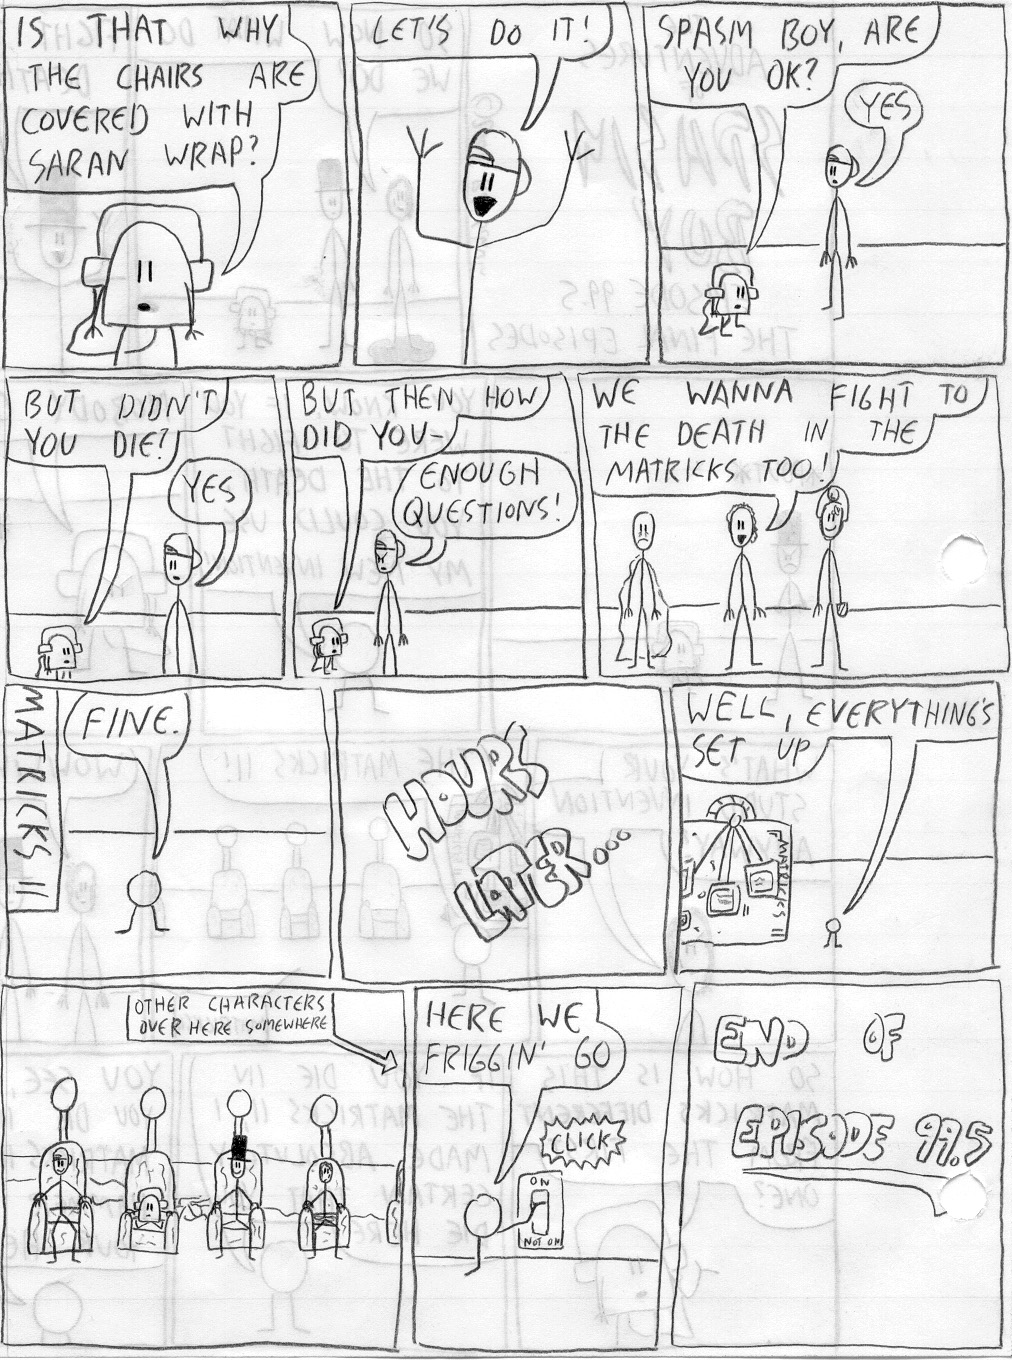 IS THAT WHY
THE CHAIRS ARE
COVERED WITH
SARAN WRAP?
LET'S DO IT!
SPASM BOY, ARE
YOU OK?
YES
BUT DIDN'T
YOU DIE?
YES
BUT THEN HOW
DID YOU-
ENOUGH
QUESTIONS!
WE WANNA FIGHT TO
THE DEATH IN THE
MATRICKS TOO!
MATRICKS II
FINE.
HOURS
LATER...
WELL, EVERYTHING'S
SET UP
MATRICKS II
OTHER CHARACTERS
OVER HERE SOMEWHERE
HERE WE
FRIGGIN' GO
CLICK
ON
NOT ON
END OF
EPISODE 99.5